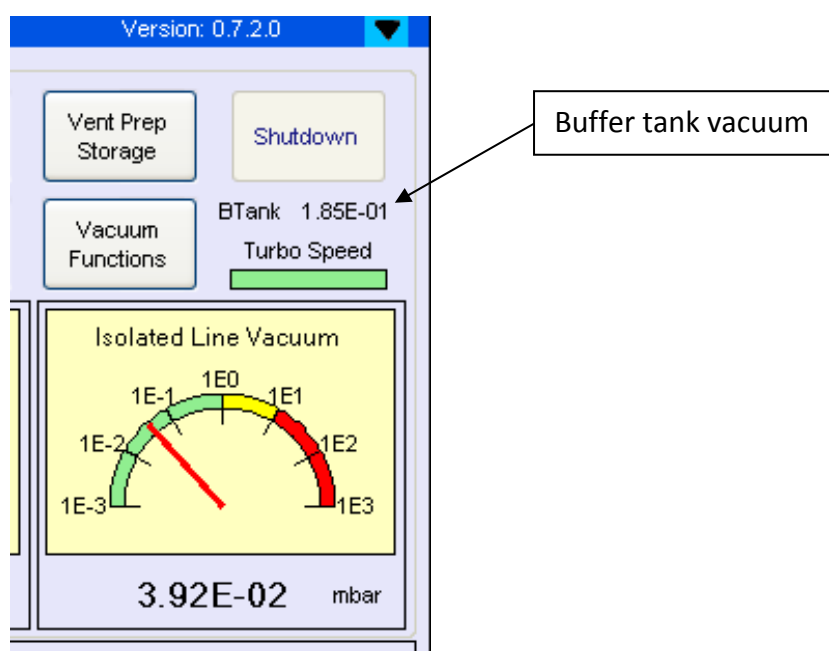 Version: 0.7.2.0
Vent Prep
Storage
Shutdown
Buffer tank vacuum
Vacuum
Functions
BTank 1.85E-01
Turbo Speed
Isolated Line Vacuum
1E-3
1E-2
1E-1
1E0
1E1
1E2
1E3
3.92E-02 mbar